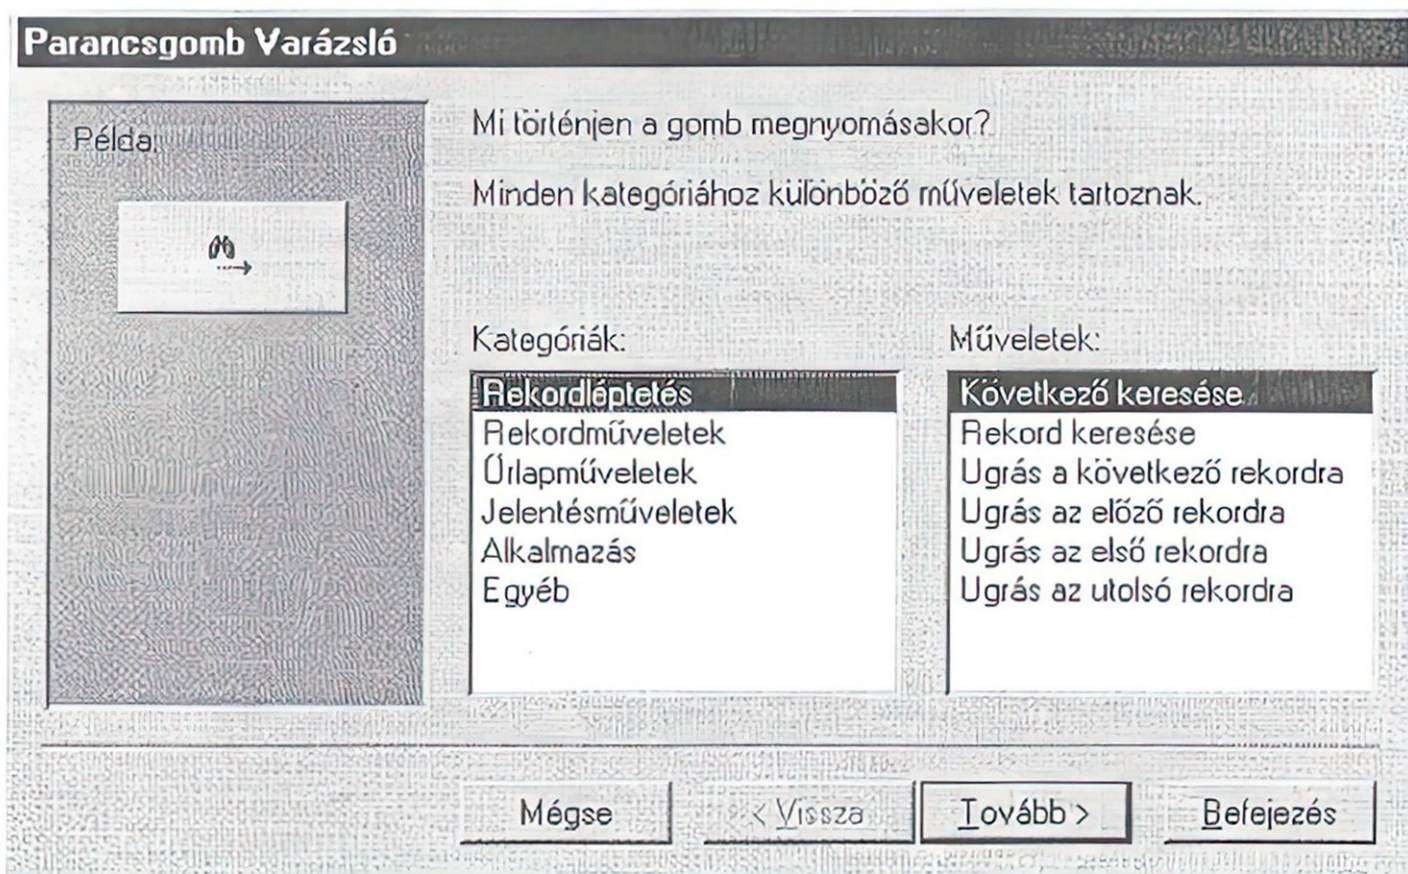 Parancsgomb Varázsló
Példa:
Mi történjen a gomb megnyomásakor?
Minden kategóriához különböző műveletek tartoznak.
Kategóriák:
Rekordléptetés
Rekordműveletek
Űrlapműveletek
Jelentésműveletek
Alkalmazás
Egyéb
Műveletek:
Következő keresése
Rekord keresése
Ugrás a következő rekordra
Ugrás az előző rekordra
Ugrás az első rekordra
Ugrás az utolsó rekordra
Mégse
< Vissza
Tovább >
Befejezés